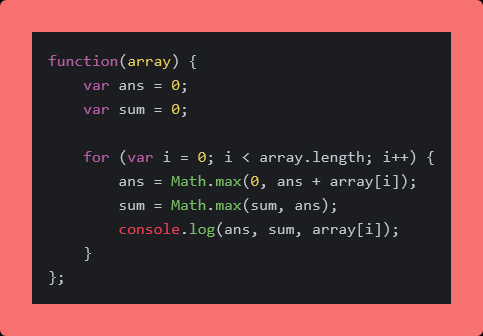 function(array) {
    var ans = 0;
    var sum = 0;

    for (var i = 0; i < array.length; i++) {
        ans = Math.max(0, ans + array[i]);
        sum = Math.max(sum, ans);
        console.log(ans, sum, array[i]);
    }
};